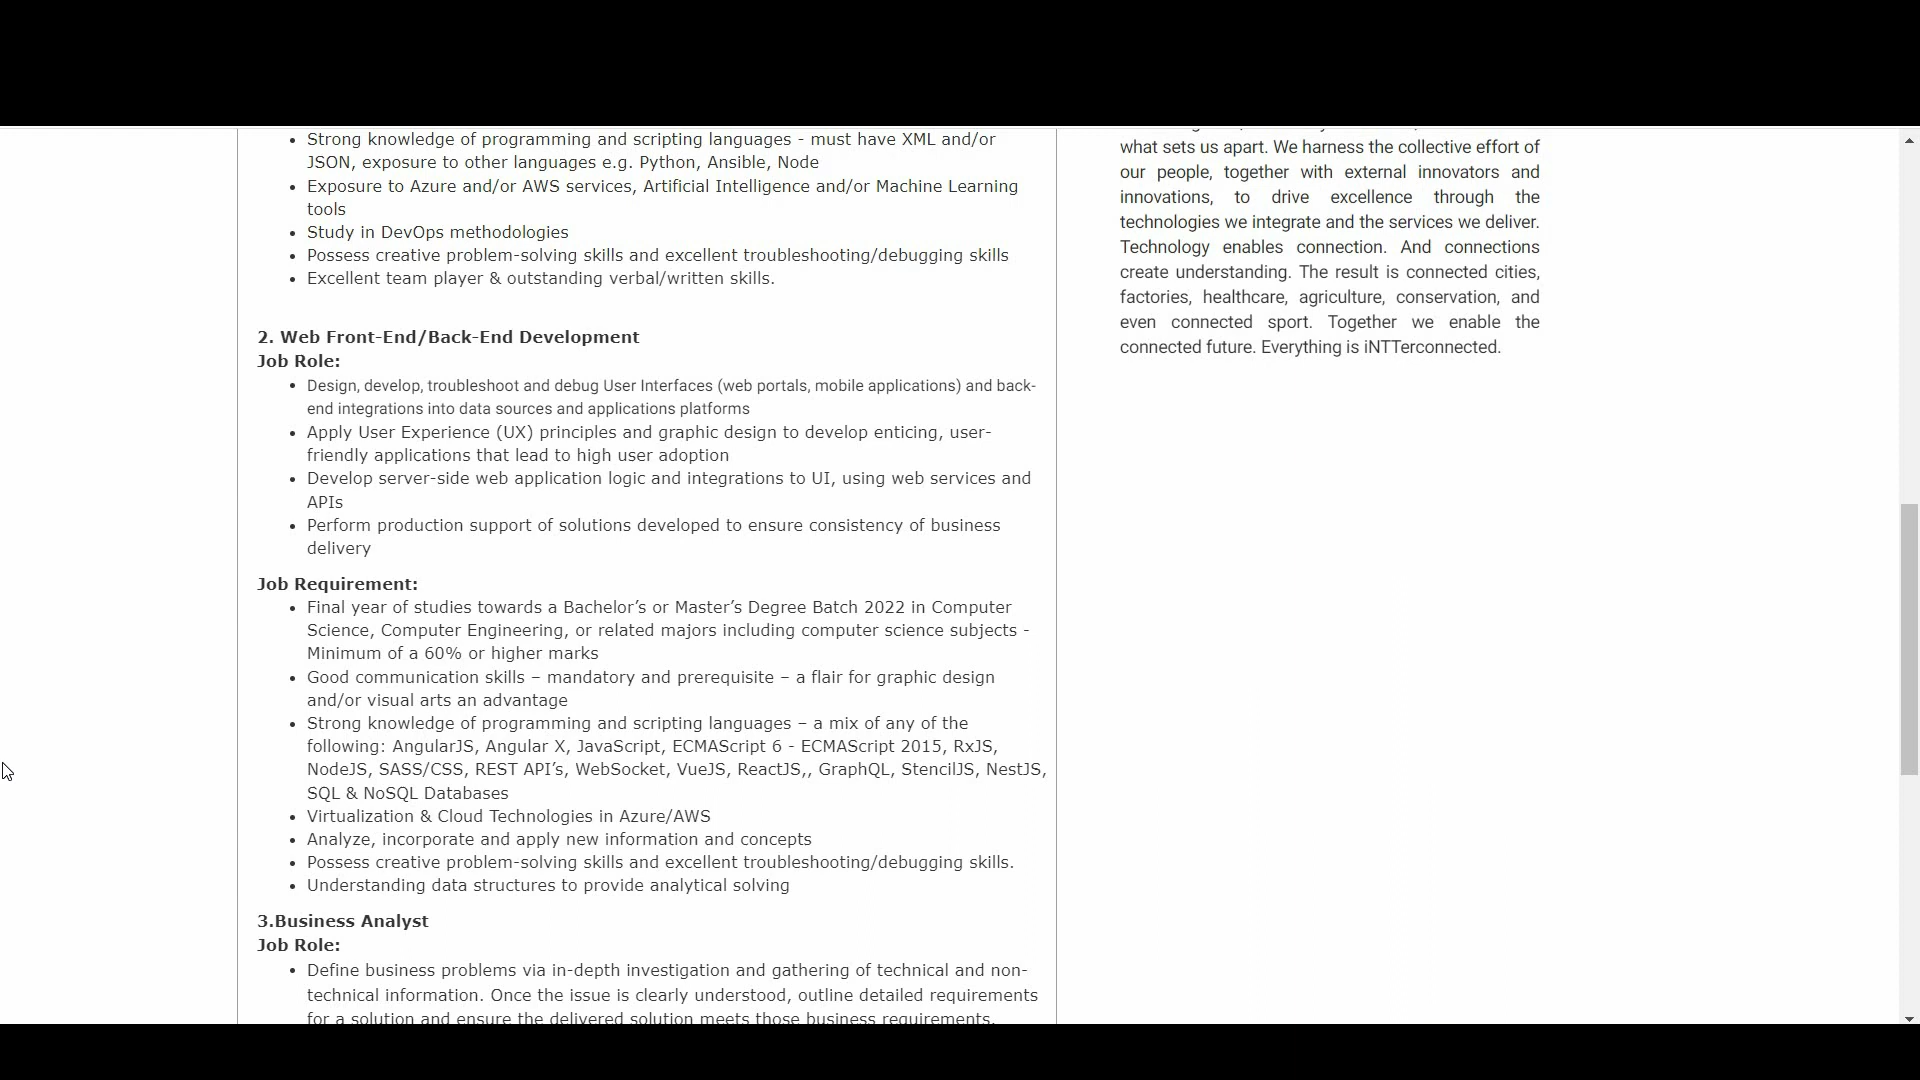 Strong knowledge of programming and scripting languages - must have XML and/or
JSON, exposure to other languages e.g. Python, Ansible, Node
Exposure to Azure and/or AWS services, Artificial Intelligence and/or Machine Learning
tools
Study in DevOps methodologies
Possess creative problem-solving skills and excellent troubleshooting/debugging skills
Excellent team player & outstanding verbal/written skills.
2. Web Front-End/Back-End Development
Job Role:
Design, develop, troubleshoot and debug User Interfaces (web portals, mobile applications) and back-
end integrations into data sources and applications platforms
Apply User Experience (UX) principles and graphic design to develop enticing, user-
friendly applications that lead to high user adoption
Develop server-side web application logic and integrations to UI, using web services and
APIs
Perform production support of solutions developed to ensure consistency of business
delivery
Job Requirement:
Final year of studies towards a Bachelor’s or Master’s Degree Batch 2022 in Computer
Science, Computer Engineering, or related majors including computer science subjects -
Minimum of a 60% or higher marks
Good communication skills – mandatory and prerequisite – a flair for graphic design
and/or visual arts an advantage
Strong knowledge of programming and scripting languages – a mix of any of the
following: AngularJS, Angular X, JavaScript, ECMAScript 6 - ECMAScript 2015, RxJS,
NodeJS, SASS/CSS, REST API’s, WebSocket, VueJS, ReactJS,, GraphQL, StencilJS, NestJS,
SQL & NoSQL Databases
Virtualization & Cloud Technologies in Azure/AWS
Analyze, incorporate and apply new information and concepts
Possess creative problem-solving skills and excellent troubleshooting/debugging skills.
Understanding data structures to provide analytical solving
3.Business Analyst
Job Role:
Define business problems via in-depth investigation and gathering of technical and non-
technical information. Once the issue is clearly understood, outline detailed requirements
for a solution and ensure the delivered solution meets those business requirements.
what sets us apart. We harness the collective effort of
our people, together with external innovators and
innovations, to drive excellence through the
technologies we integrate and the services we deliver.
Technology enables connection. And connections
create understanding. The result is connected cities,
factories, healthcare, agriculture, conservation, and
even connected sport. Together we enable the
connected future. Everything is iNTTerconnected.